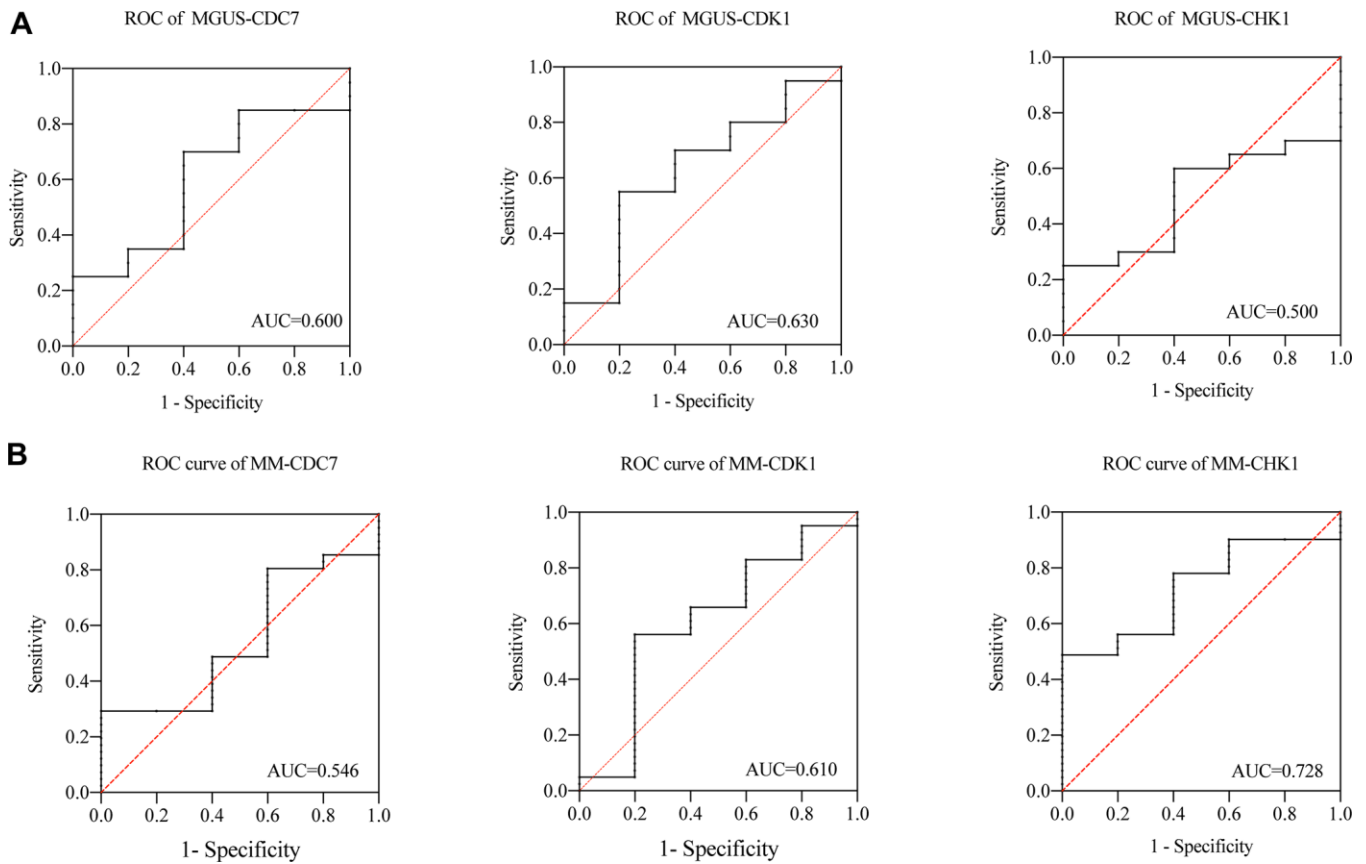 A
ROC of MGUS-CDC7
ROC of MGUS-CDK1
ROC of MGUS-CHK1
1.0
0.8
0.6
0.4
0.2
0.0
Sensitivity
AUC=0.600
0.0 0.2 0.4 0.6 0.8 1.0
1 - Specificity
1.0
0.8
0.6
0.4
0.2
0.0
Sensitivity
AUC=0.630
0.0 0.2 0.4 0.6 0.8 1.0
1 - Specificity
1.0
0.8
0.6
0.4
0.2
0.0
Sensitivity
AUC=0.500
0.0 0.2 0.4 0.6 0.8 1.0
1 - Specificity
B
ROC curve of MM-CDC7
ROC curve of MM-CDK1
ROC curve of MM-CHK1
1.0
0.8
0.6
0.4
0.2
0.0
Sensitivity
AUC=0.546
0.0 0.2 0.4 0.6 0.8 1.0
1- Specificity
1.0
0.8
0.6
0.4
0.2
0.0
Sensitivity
AUC=0.610
0.0 0.2 0.4 0.6 0.8 1.0
1- Specificity
1.0
0.8
0.6
0.4
0.2
0.0
Sensitivity
AUC=0.728
0.0 0.2 0.4 0.6 0.8 1.0
1 - Specificity